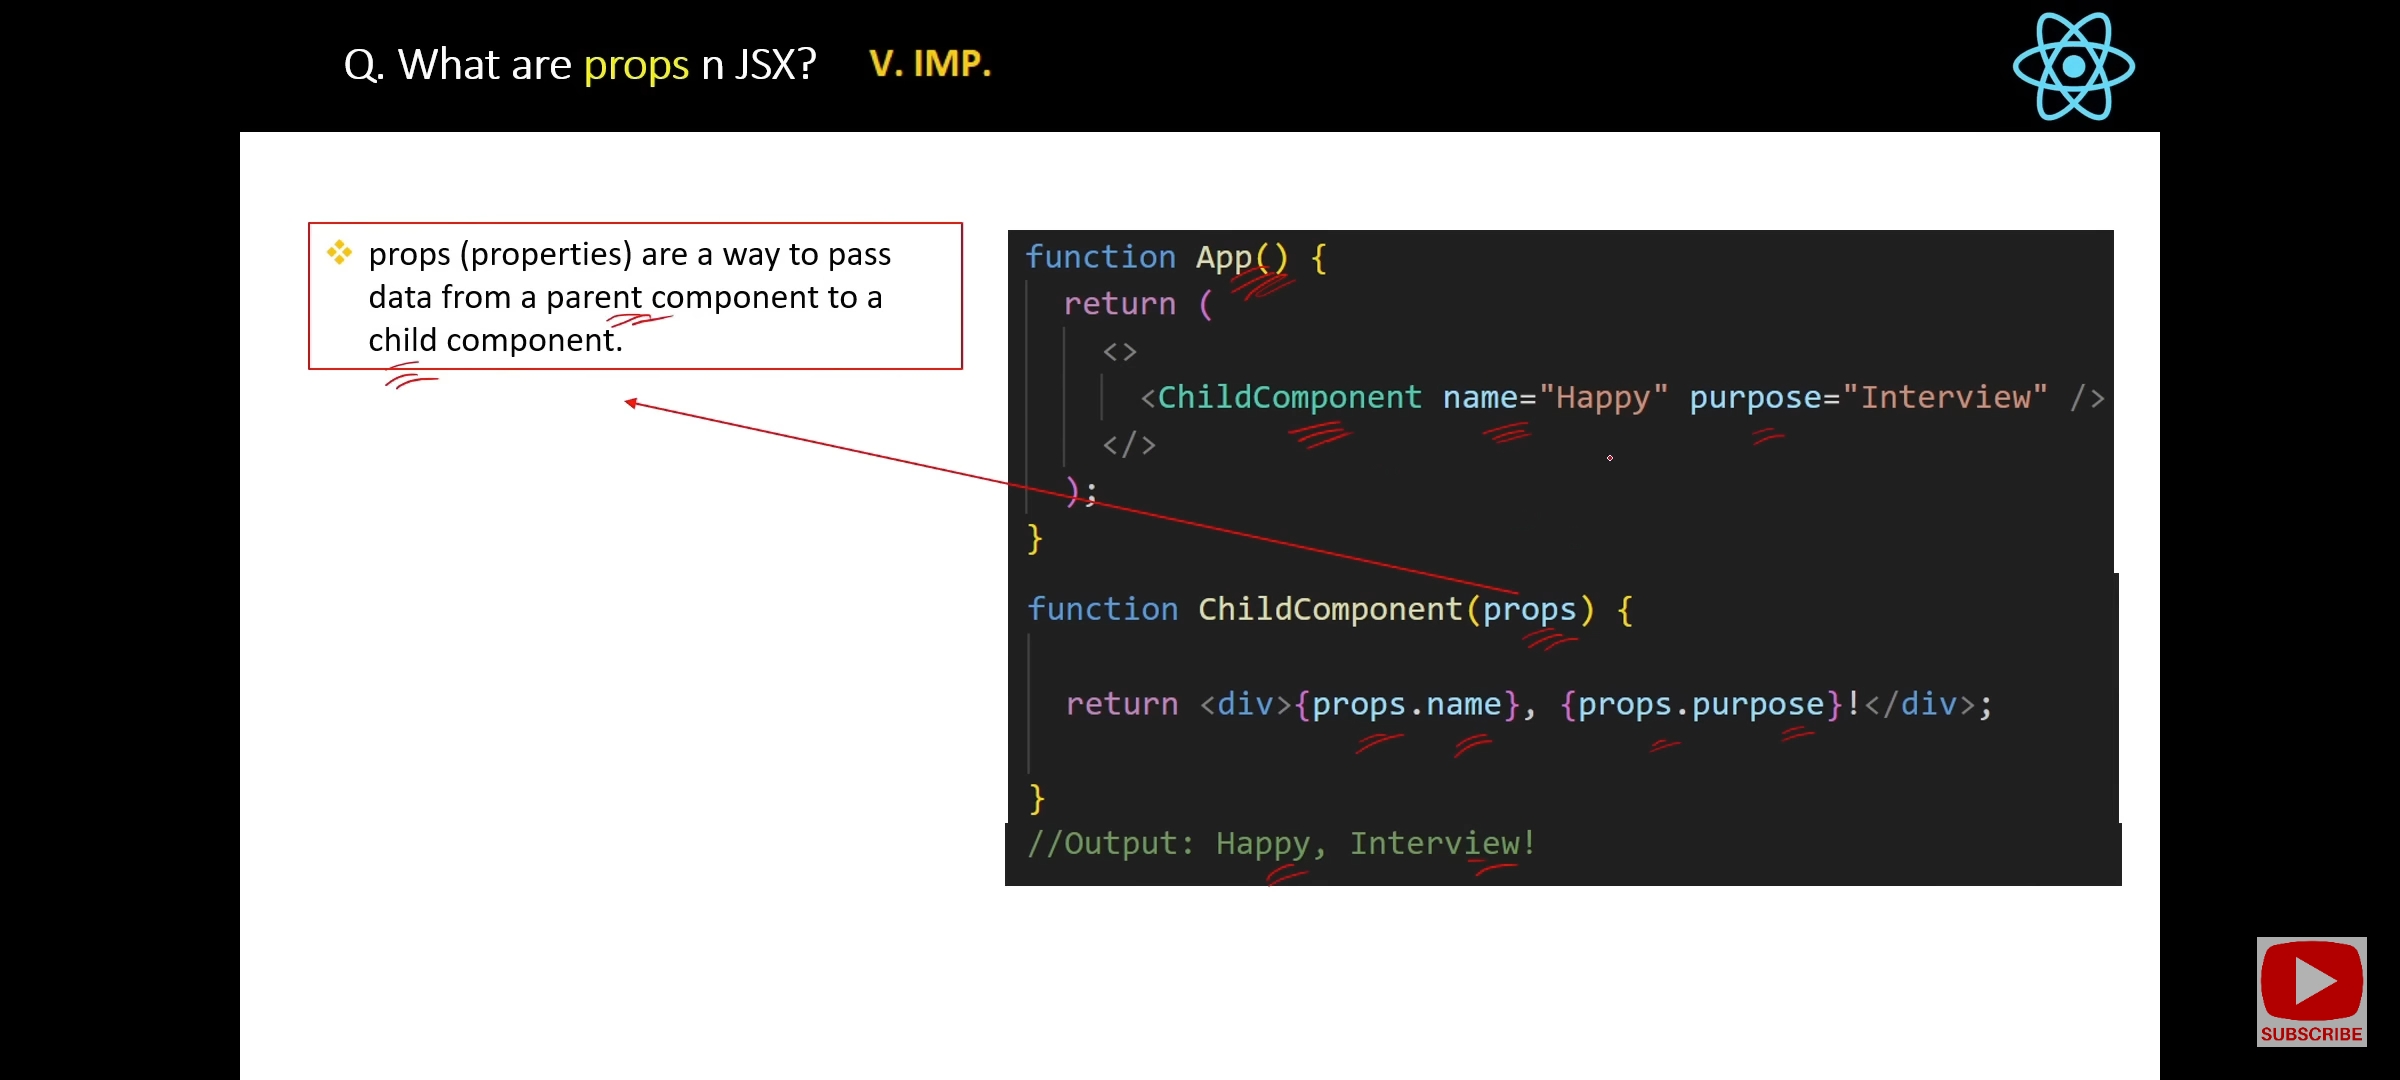 Q. What are props n JSX? V. IMP.
props (properties) are a way to pass
data from a parent component to a
child component.
function App() {
return (
<>
<ChildComponent name="Happy" purpose="Interview" />
</>
);
}
function ChildComponent(props) {
return <div>{props.name}, {props.purpose}!</div>;
}
//Output: Happy, Interview!
SUBSCRIBE